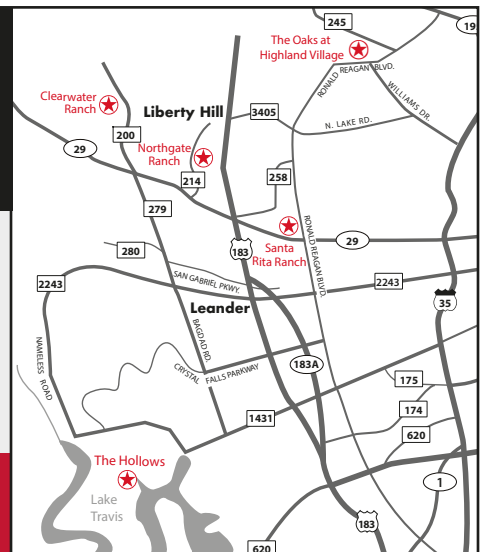 245
19
The Oaks at
Highland Village
RONALD REAGAN BLVD.
WILLIAMS DR.
Clearwater
Ranch
Liberty Hill
3405
N. LAKE RD.
200
29
Northgate
Ranch
214
258
279
RONALD REAGAN BLVD.
280
183
Santa
Rita Ranch
29
2243
SAN GABRIEL PKWY.
2243
Leander
35
NAMELESS ROAD
BAGDAD RD.
CRYSTAL FALLS PARKWAY
183A
175
174
1431
620
The Hollows
Lake
Travis
1
183
620